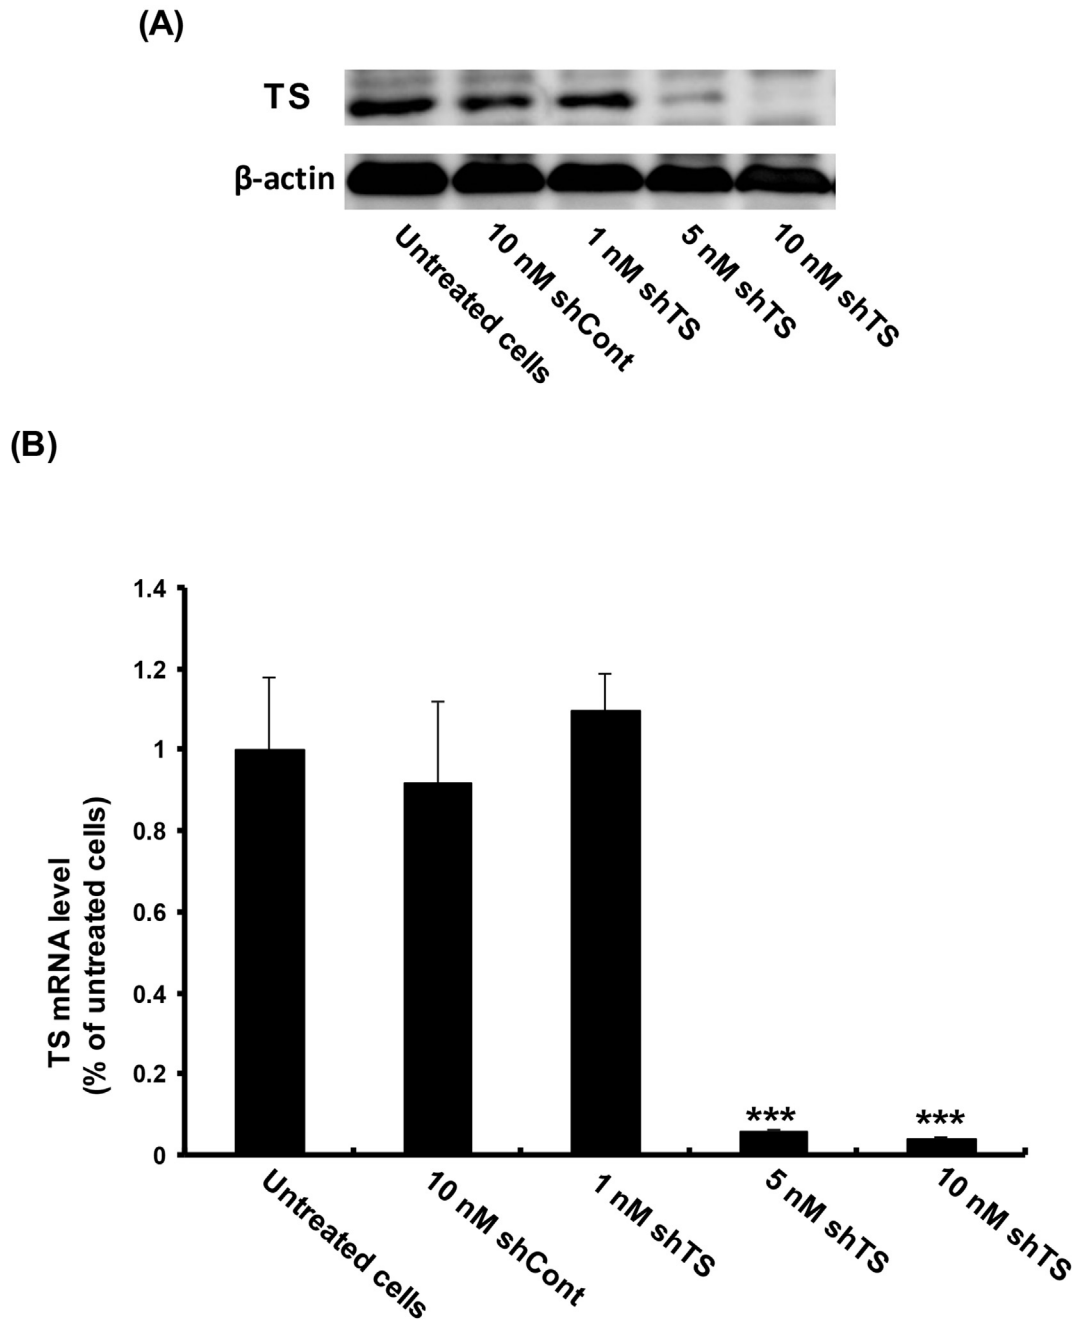 (A)
TS
β-actin
Untreated cells
10 nM shCont
1 nM shTS
5 nM shTS
10 nM shTS
(B)
TS mRNA level
(% of untreated cells)
1.4
1.2
1
0.8
0.6
0.4
0.2
0
***
***
Untreated cells
10 nM shCont
1 nM shTS
5 nM shTS
10 nM shTS